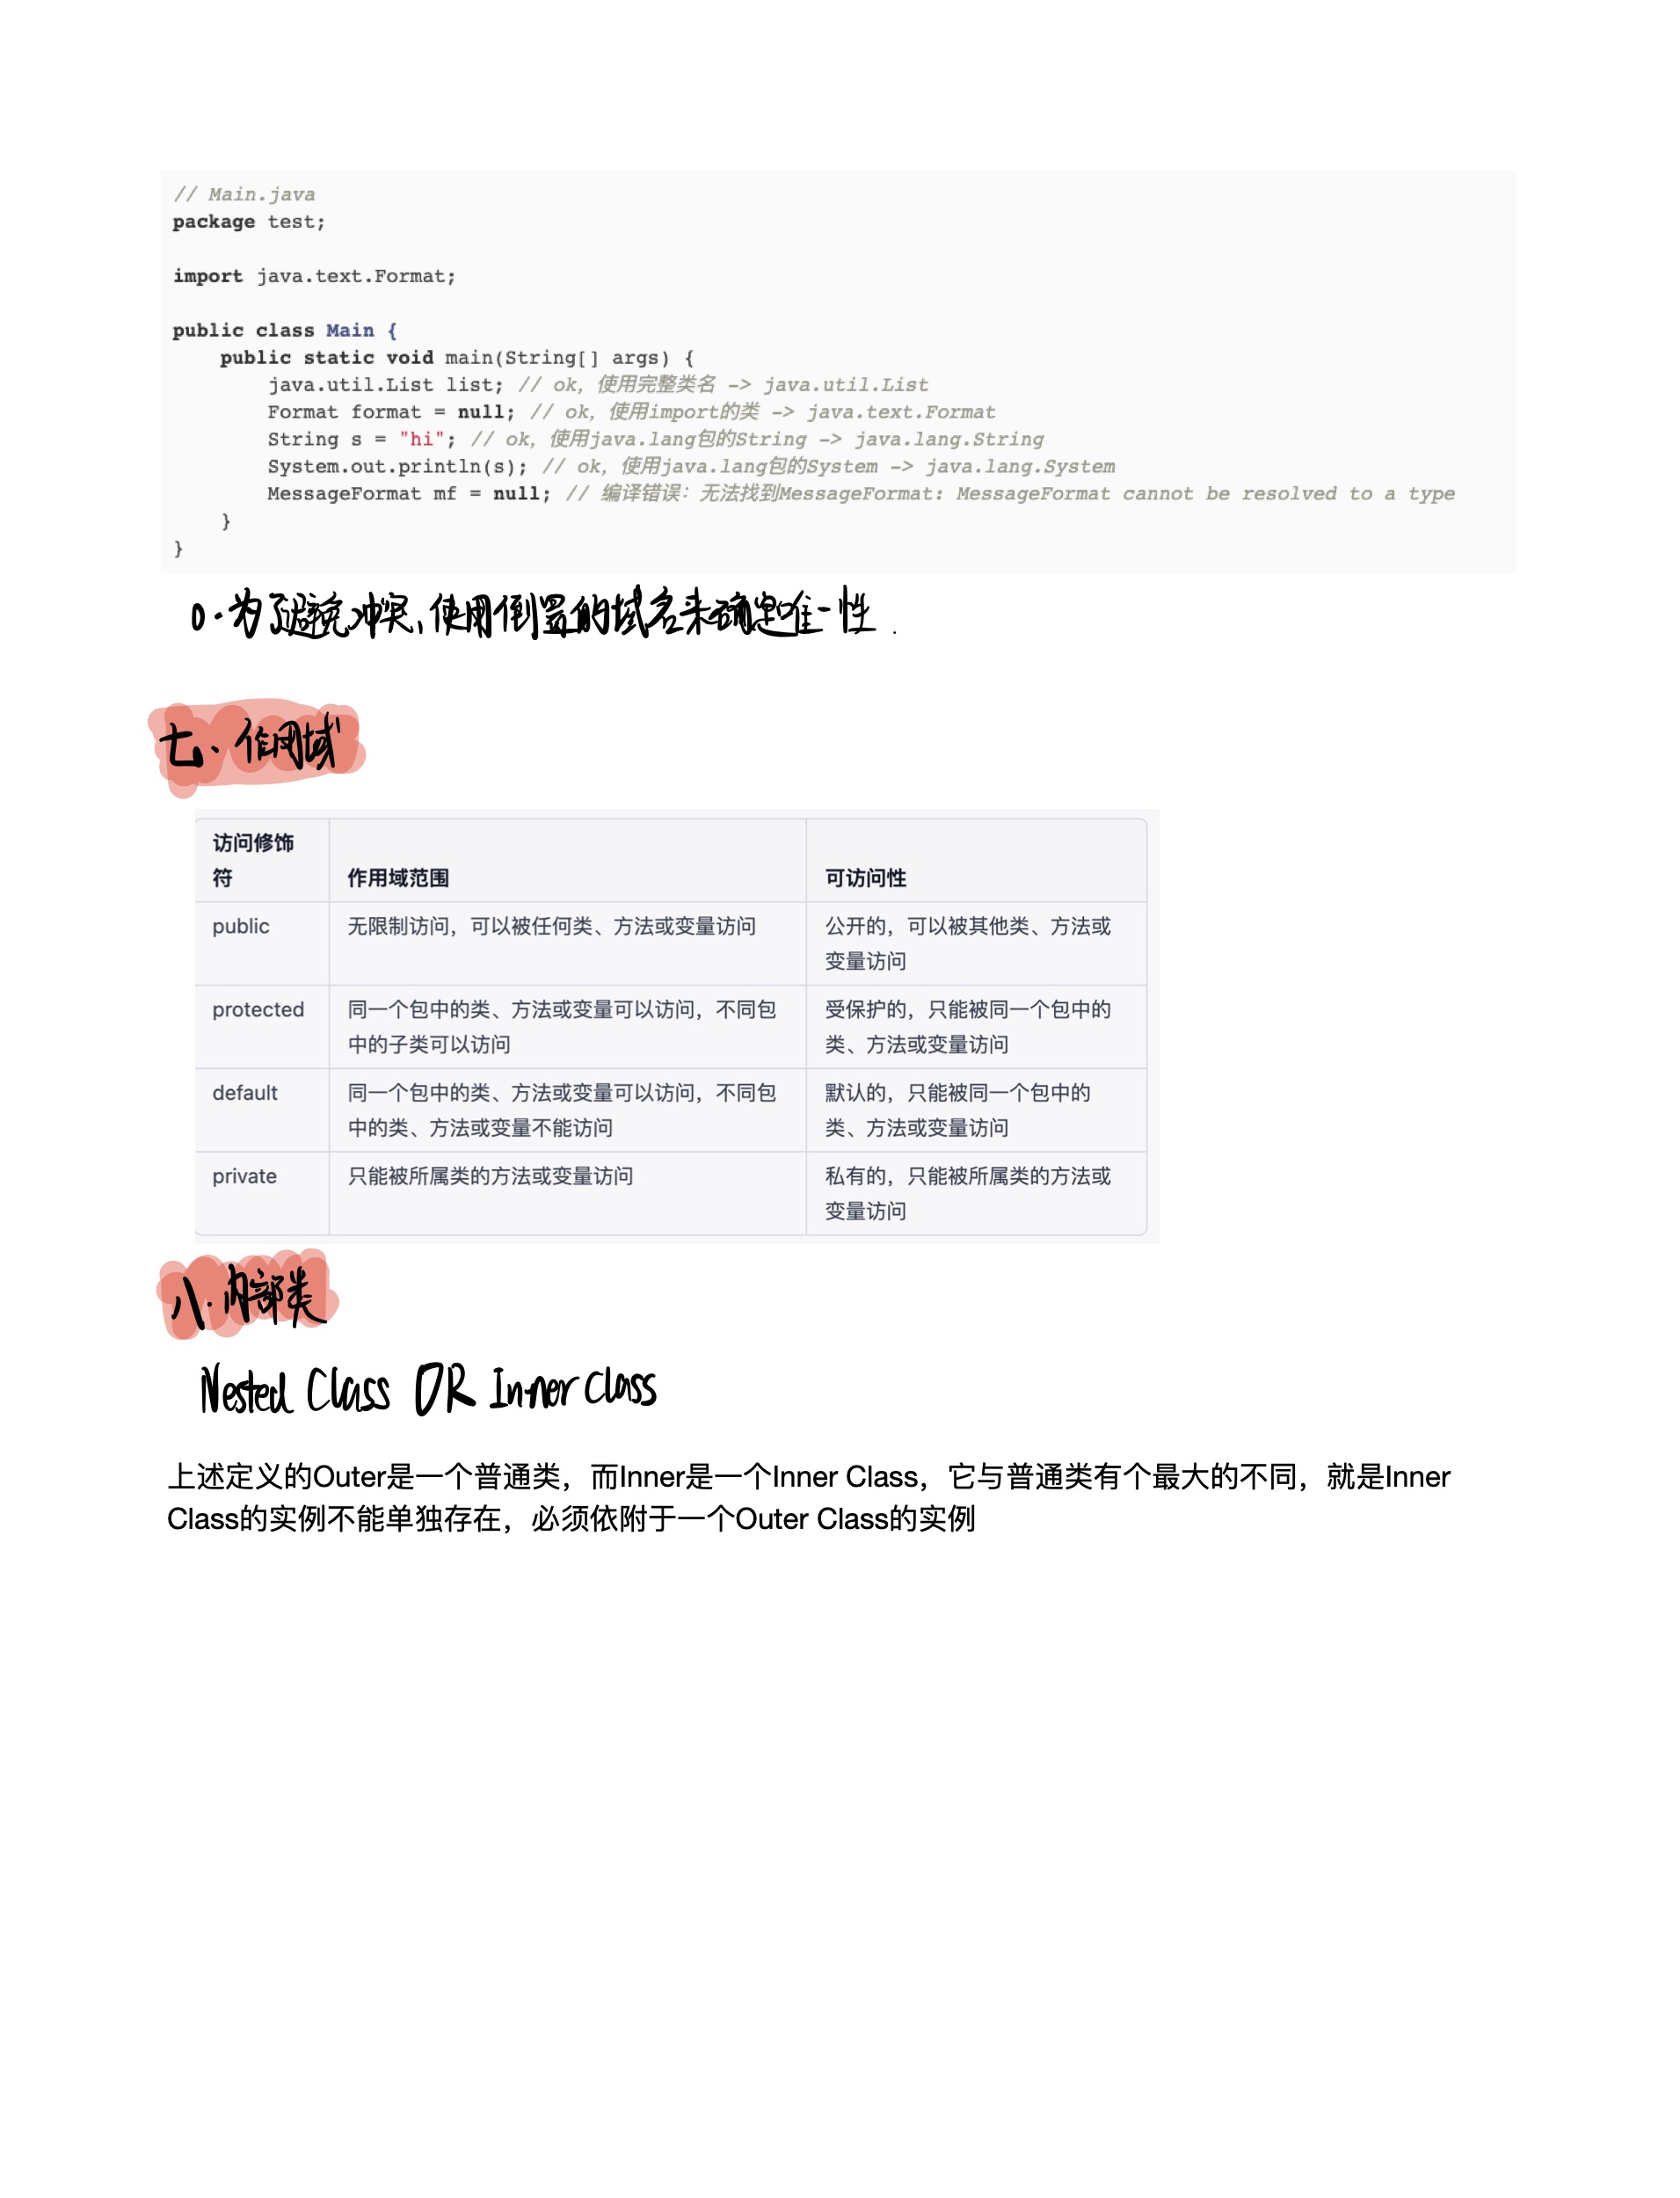 // Main.java
package test;
import java.text.Format;
public class Main {
    public static void main(String[] args) {
        java.util.List list; // ok, 使用完整类名 -> java.util.List
        Format format = null; // ok, 使用import的类 -> java.text.Format
        String s = "hi"; // ok, 使用java.lang包的String -> java.lang.String
        System.out.println(s); // ok, 使用java.lang包的System -> java.lang.System
        MessageFormat mf = null; // 编译错误：无法找到MessageFormat: MessageFormat cannot be resolved to a type
    }
}
0.为了避免冲突、使用倒置的域名来确定唯一性.
七、作用域
访问修饰
符 作用域范围 可访问性
public 无限制访问，可以被任何类、方法或变量访问 公开的，可以被其他类、方法或
变量访问
protected 同一个包中的类、方法或变量可以访问，不同包 受保护的，只能被同一个包中的
中的子类可以访问 类、方法或变量访问
default 同一个包中的类、方法或变量可以访问，不同包 默认的，只能被同一个包中的
中的类、方法或变量不能访问 类、方法或变量访问
private 只能被所属类的方法或变量访问 私有的，只能被所属类的方法或
变量访问
八.内部类
Nested Class OR Inner class
上述定义的Outer是一个普通类，而Inner是一个Inner Class，它与普通类有个最大的不同，就是Inner
Class的实例不能单独存在，必须依附于一个Outer Class的实例